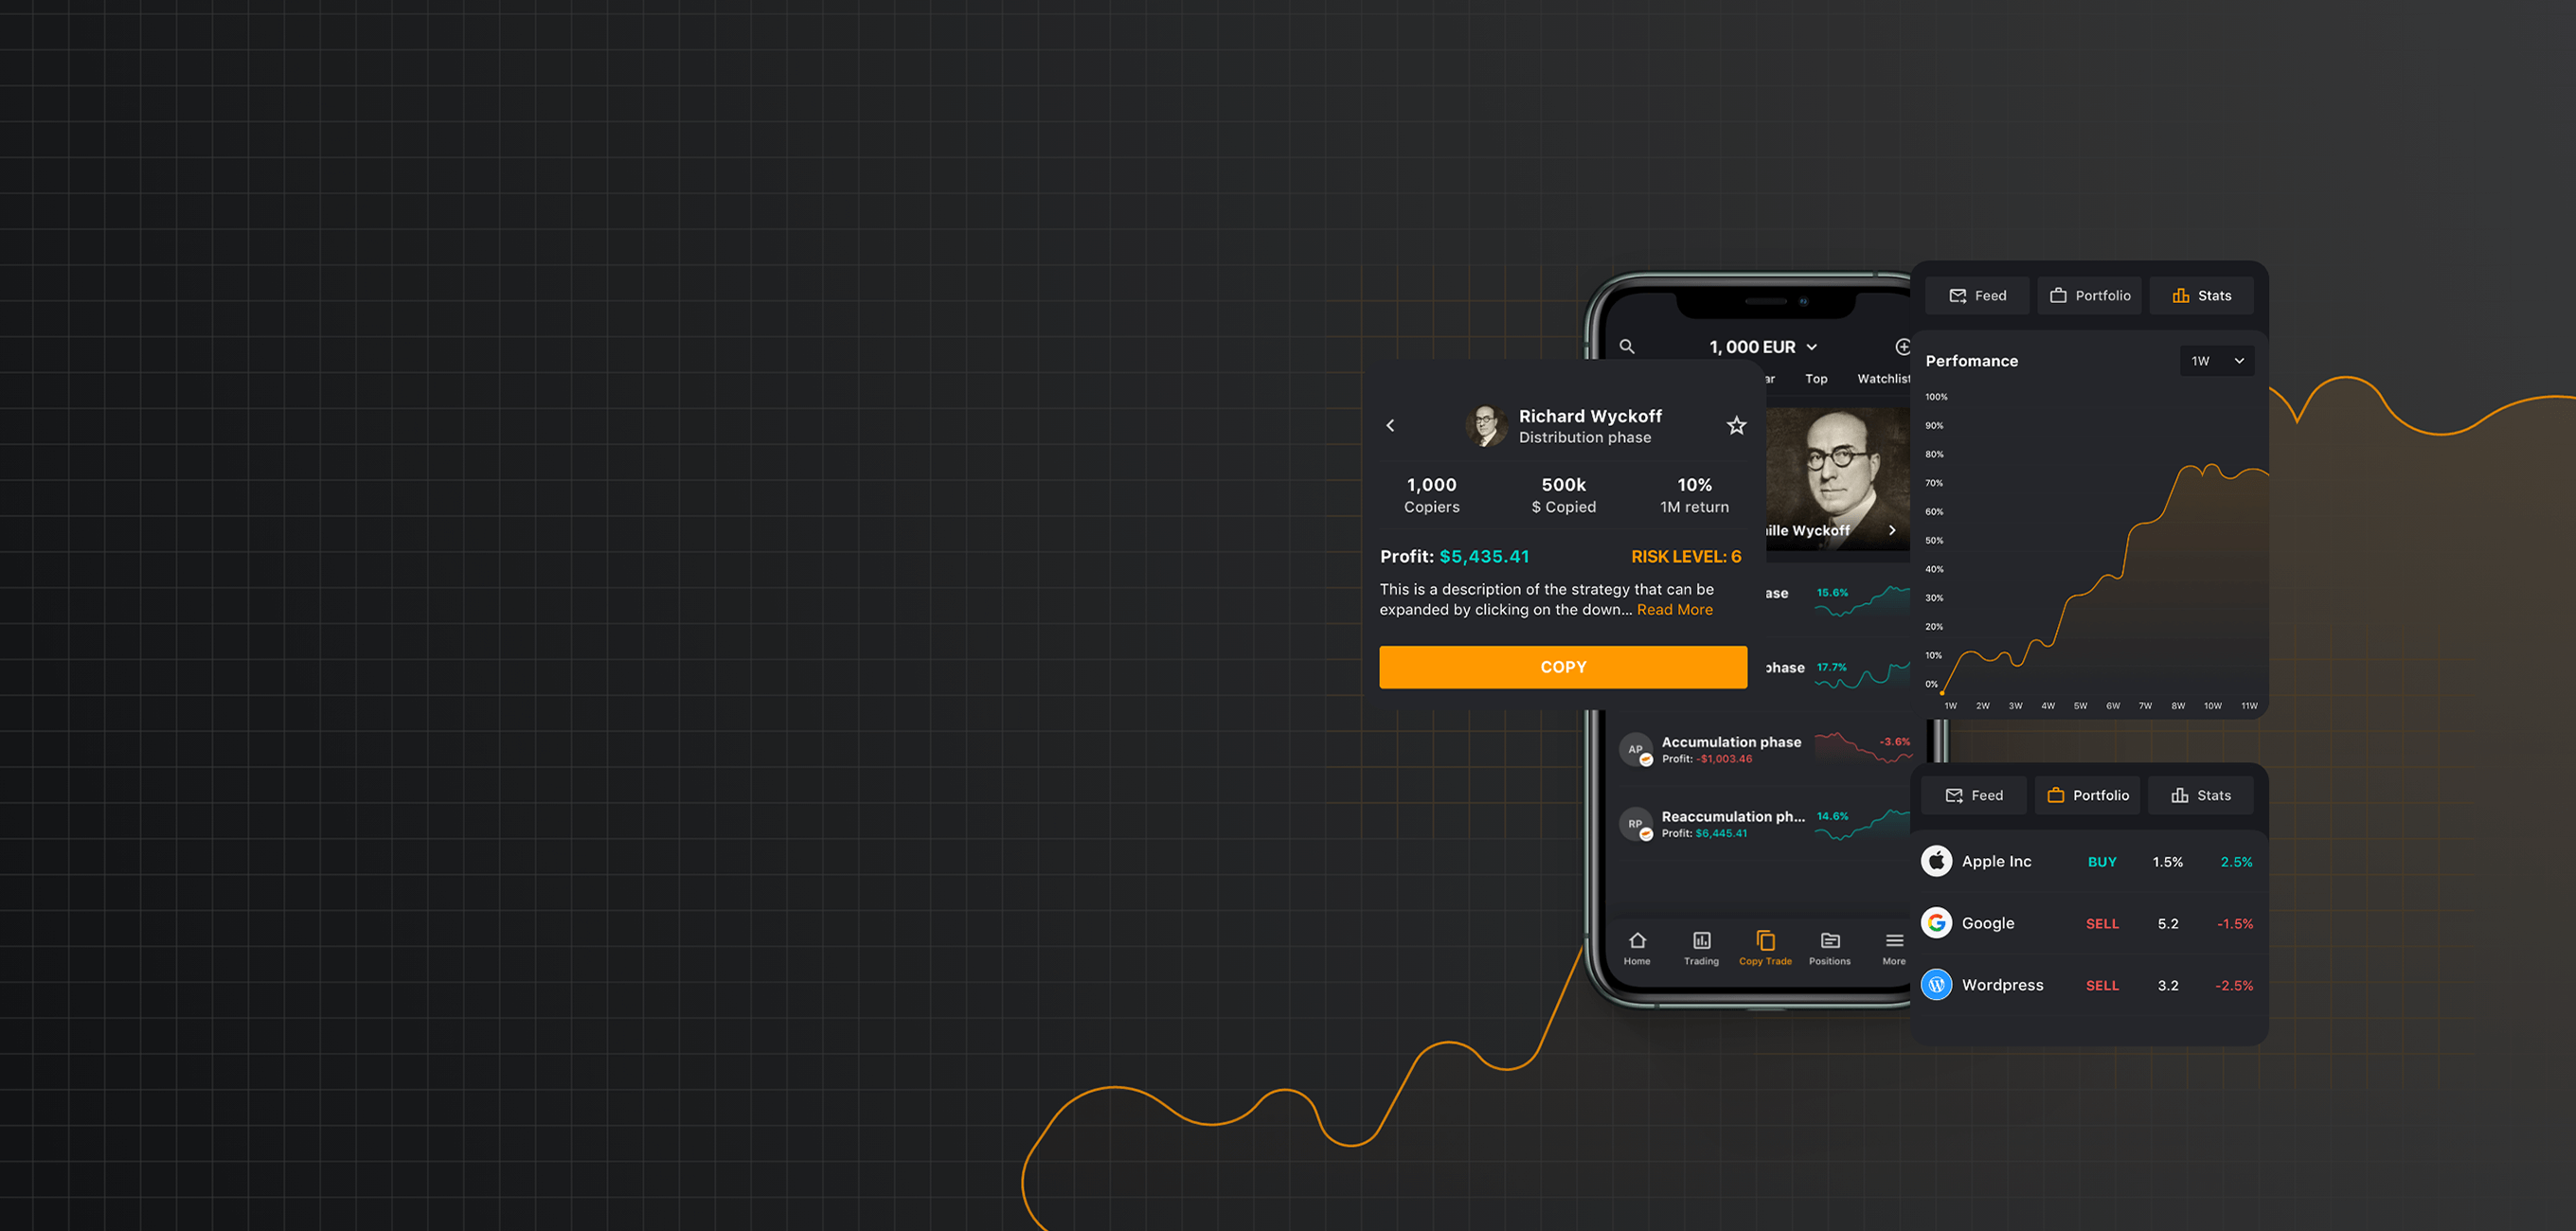 1, 000 EUR
ar Top Watchlist
Richard Wyckoff
Distribution phase
1,000 500k 10%
Copiers $ Copied 1M return
Profit: $5,435.41 RISK LEVEL: 6
This is a description of the strategy that can be
expanded by clicking on the down... Read More
COPY
ille Wyckoff
ase 15.6%
phase 17.7%
AP Accumulation phase -3.6%
Profit: -$1,003.46
RP Reaccumulation ph... 14.6%
Profit: $6,445.41
Home Trading Copy Trade Positions More
Feed Portfolio Stats
Perfomance 1W
100%
90%
80%
70%
60%
50%
40%
30%
20%
10%
0%
1W 2W 3W 4W 5W 6W 7W 8W 10W 11W
Feed Portfolio Stats
Apple Inc BUY 1.5% 2.5%
Google SELL 5.2 -1.5%
Wordpress SELL 3.2 -2.5%